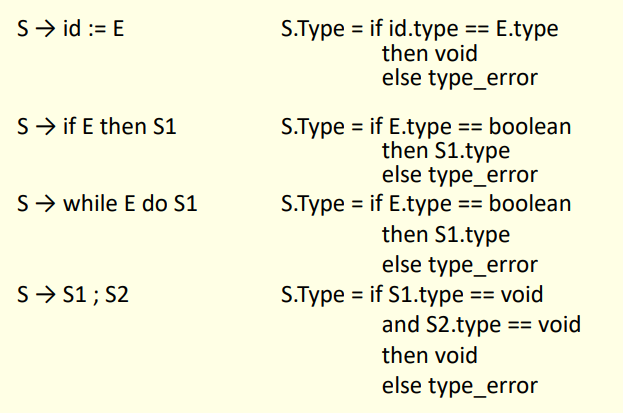 S → id := E S.Type = if id.type == E.type
then void
else type_error
S → if E then S1 S.Type = if E.type == boolean
then S1.type
else type_error
S → while E do S1 S.Type = if E.type == boolean
then S1.type
else type_error
S → S1 ; S2 S.Type = if S1.type == void
and S2.type == void
then void
else type_error